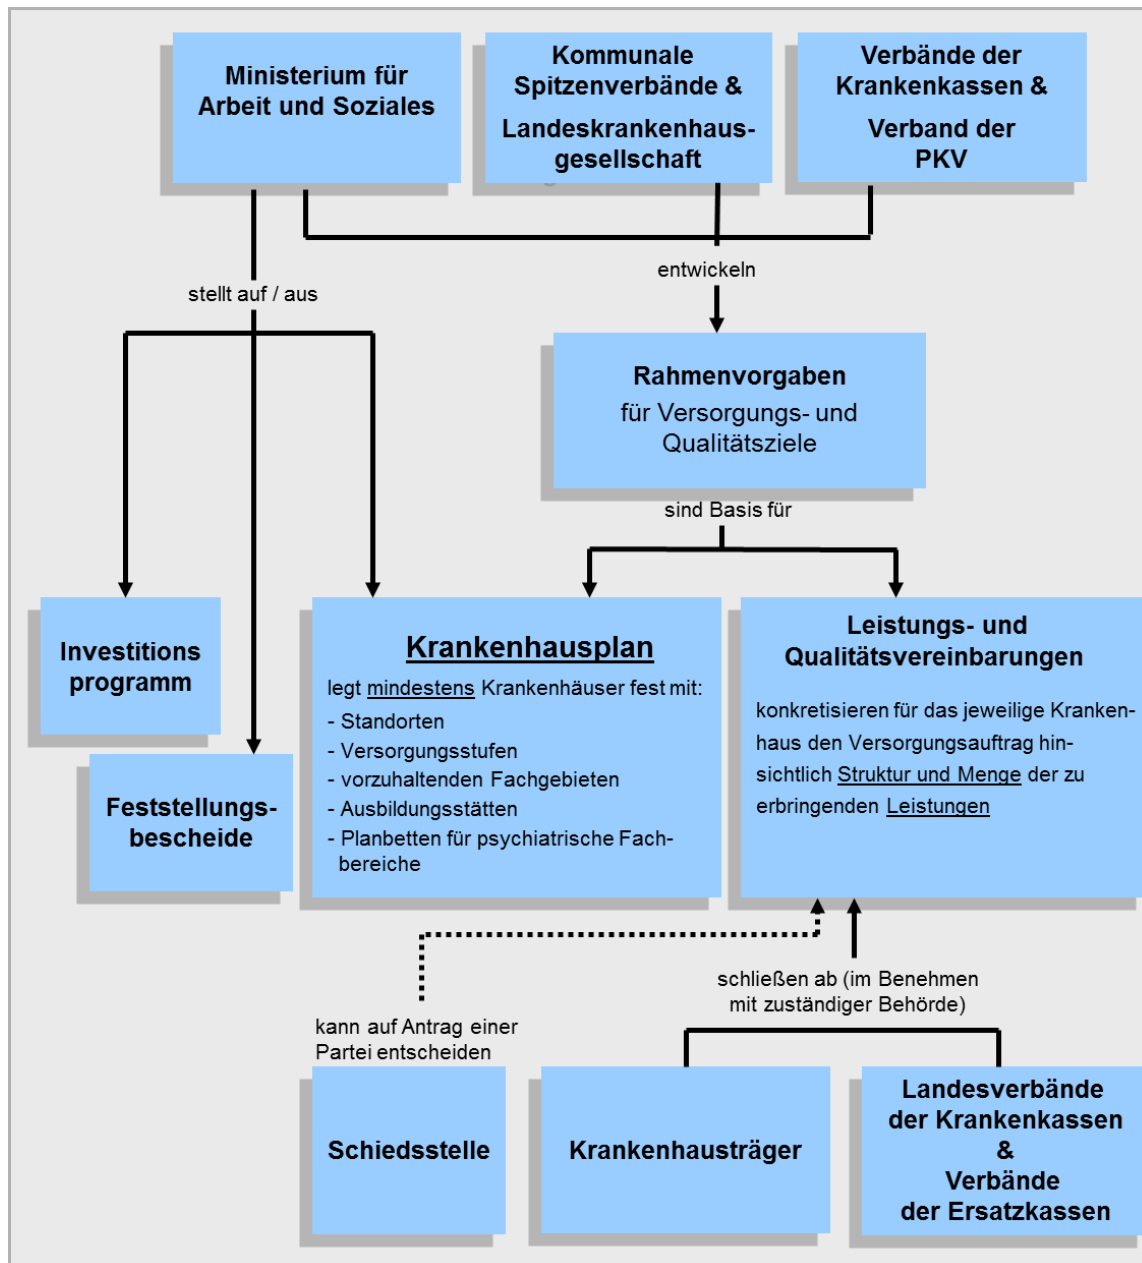 Ministerium für
Arbeit und Soziales
Kommunale
Spitzenverbände &
Landeskrankenhaus-
gesellschaft
Verbände der
Krankenkassen &
Verband der
PKV
entwickeln
stellt auf / aus
Rahmenvorgaben
für Versorgungs- und
Qualitätsziele
sind Basis für
Investitions
programm
Feststellungs-
bescheide
Krankenhausplan
legt mindestens Krankenhäuser fest mit:
- Standorten
- Versorgungsstufen
- vorzuhaltenden Fachgebieten
- Ausbildungsstätten
- Planbetten für psychiatrische Fach-
bereiche
Leistungs- und
Qualitätsvereinbarungen
konkretisieren für das jeweilige Kranken-
haus den Versorgungsauftrag hin-
sichtlich Struktur und Menge der zu
erbringenden Leistungen
schließen ab (im Benehmen
mit zuständiger Behörde)
kann auf Antrag einer
Partei entscheiden
Schiedsstelle
Krankenhausträger
Landesverbände
der Krankenkassen
&
Verbände
der Ersatzkassen